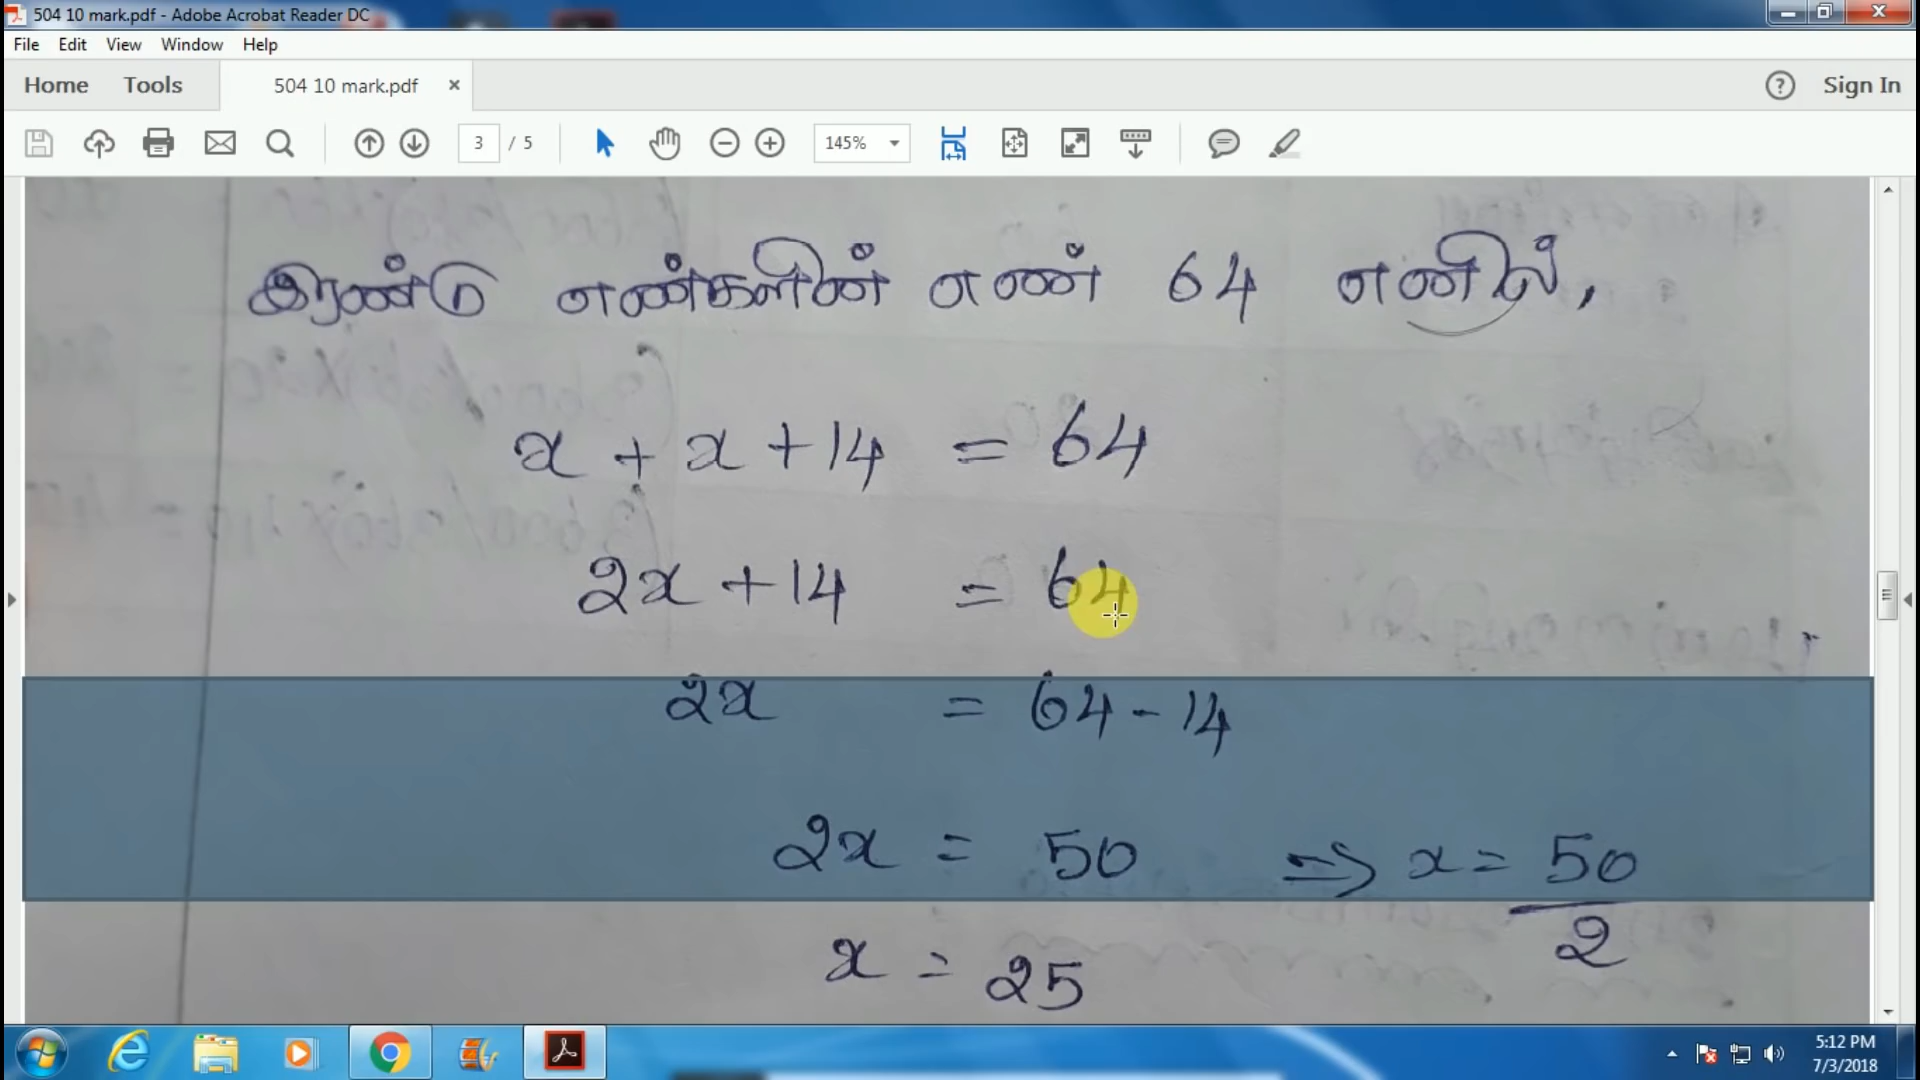 504 10 mark.pdf - Adobe Acrobat Reader DC
File Edit View Window Help
Home Tools 504 10 mark.pdf × Sign In
3 / 5 145%
இரண்டு எண்களின் எண் 64 எனில்,
x + x + 14 = 64
2x + 14 = 64
2x = 64 - 14
2x = 50 => x = 50
2
x = 25
5:12 PM
7/3/2018